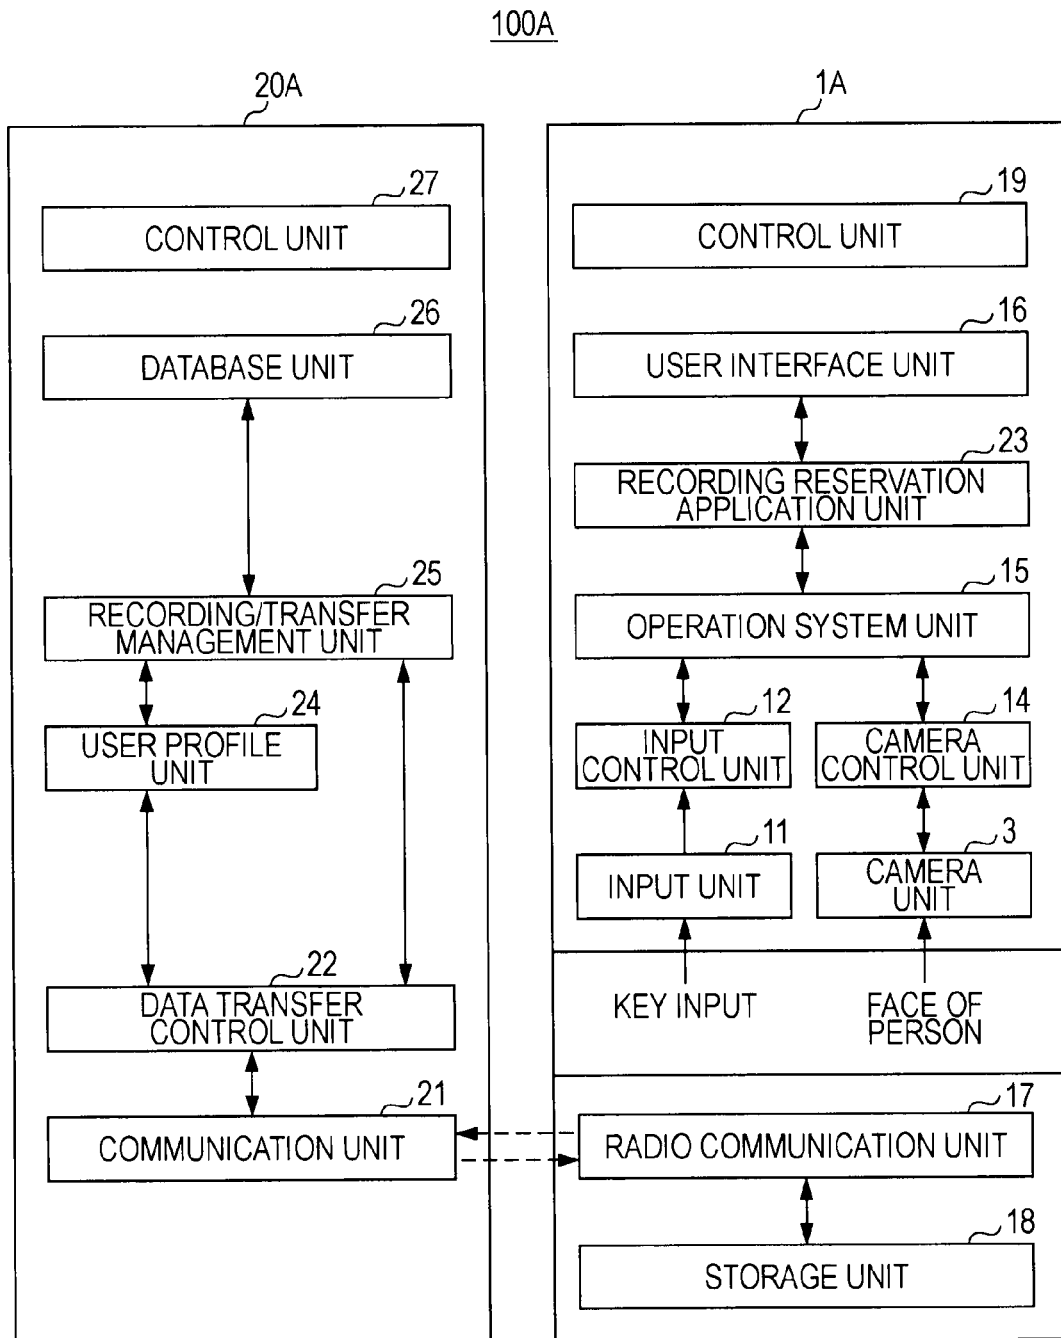 100A
20A
27
CONTROL UNIT
26
DATABASE UNIT
25
RECORDING/TRANSFER
MANAGEMENT UNIT
24
USER PROFILE
UNIT
22
DATA TRANSFER
CONTROL UNIT
21
COMMUNICATION UNIT
1A
19
CONTROL UNIT
16
USER INTERFACE UNIT
23
RECORDING RESERVATION
APPLICATION UNIT
15
OPERATION SYSTEM UNIT
12
INPUT
CONTROL UNIT
14
CAMERA
CONTROL UNIT
11
INPUT UNIT
3
CAMERA
UNIT
KEY INPUT
FACE OF
PERSON
17
RADIO COMMUNICATION UNIT
18
STORAGE UNIT